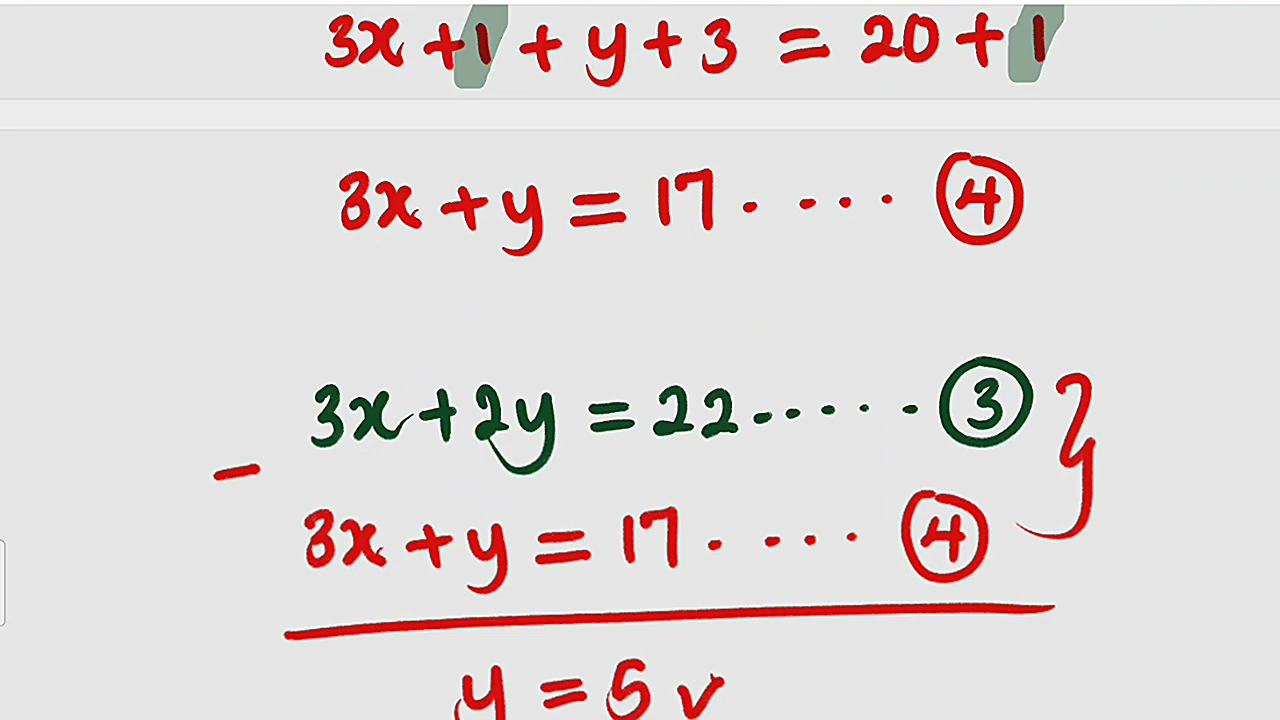 3x + 1 + y + 3 = 20 + 1
3x + y = 17 . . . . . ④
3x + 2y = 22 . . . . . . ③ }
- 3x + y = 17 . . . . . ④
y = 5 ✓